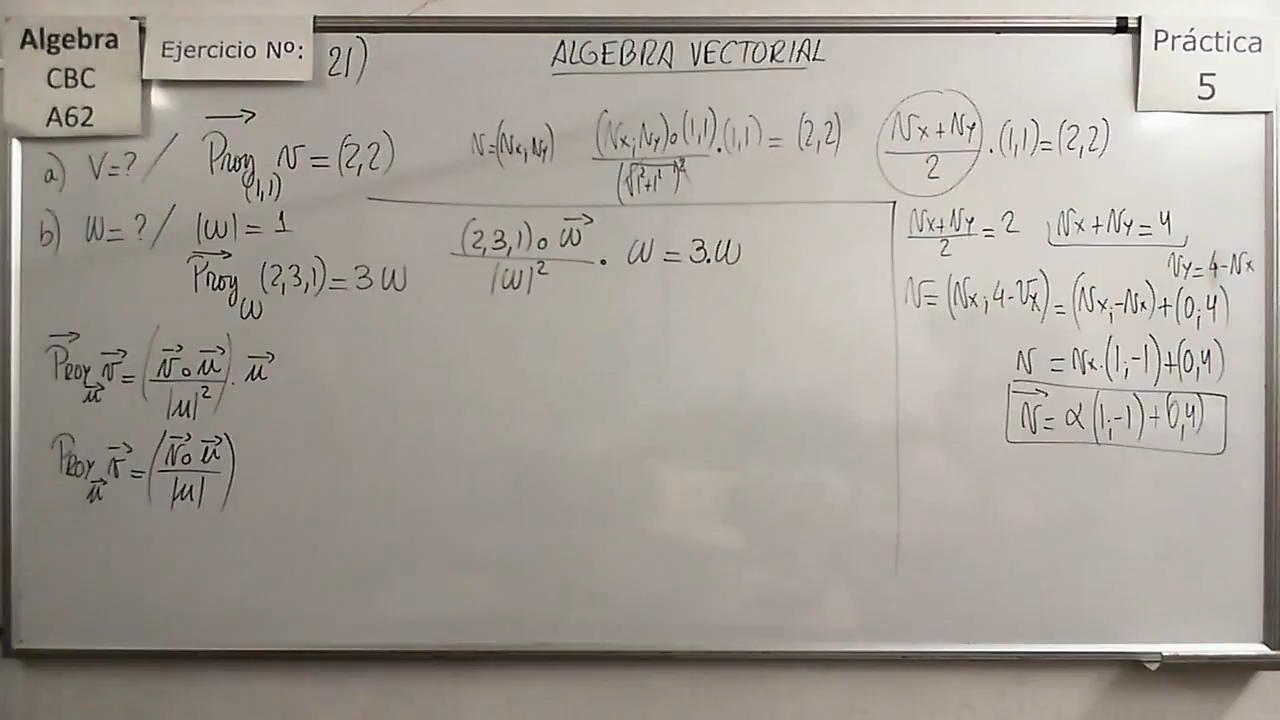 Algebra
CBC
A62
Ejercicio Nº: 21)
ALGEBRA VECTORIAL
Práctica
5
a) V=? / Proy(1,1) v = (2,2)
v=(vx,vy) (vx,vy)∘(1,1)/(√1²+1²)² · (1,1) = (2,2)
(vx+vy)/2 · (1,1)=(2,2)
b) w=? / |w| = 1
Proy w (2,3,1) = 3w
(2,3,1)∘w/|w|² · w = 3.w
(vx+vy)/2 = 2 vx+vy=4
vy=4-vx
v=(vx,4-vx)=(vx,-vx)+(0,4)
v = vx·(1,-1)+(0,4)
v = α(1,-1)+(0,4)
Proy u v = (v∘u/|u|²) · u
Proy u v = (v∘u/|u|)